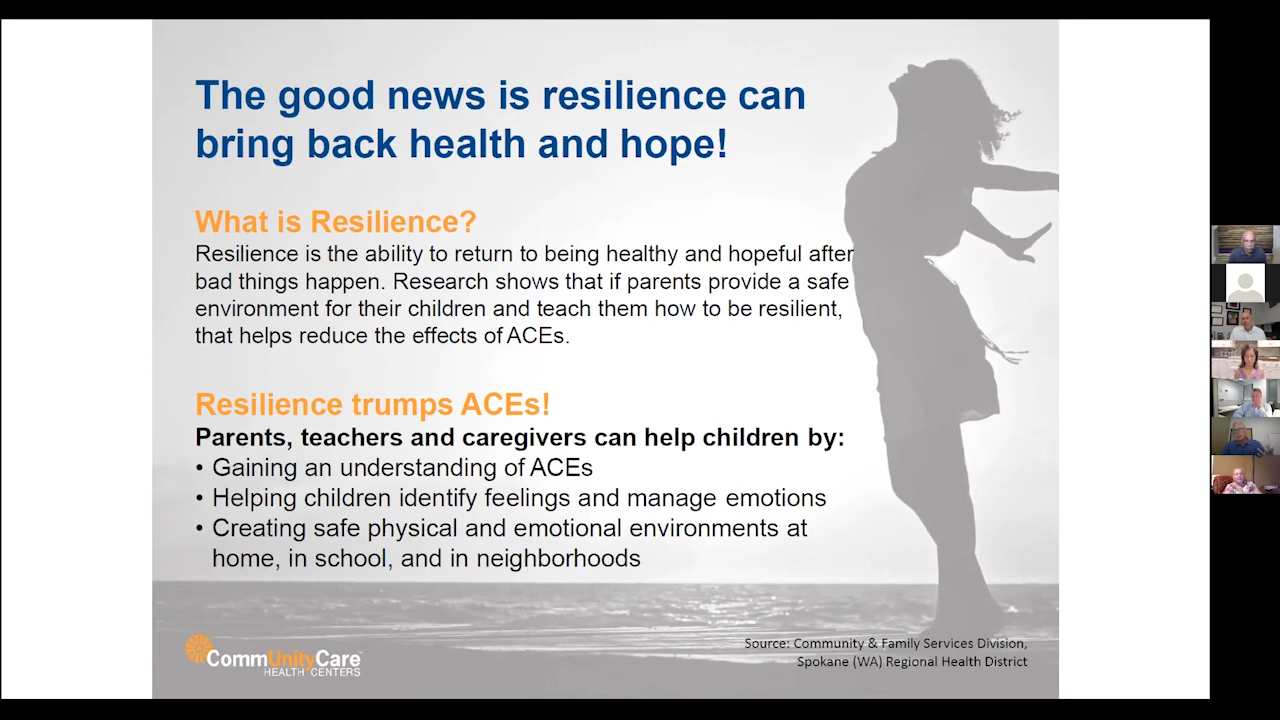 The good news is resilience can
bring back health and hope!
What is Resilience?
Resilience is the ability to return to being healthy and hopeful after
bad things happen. Research shows that if parents provide a safe
environment for their children and teach them how to be resilient,
that helps reduce the effects of ACEs.
Resilience trumps ACEs!
Parents, teachers and caregivers can help children by:
• Gaining an understanding of ACEs
• Helping children identify feelings and manage emotions
• Creating safe physical and emotional environments at
home, in school, and in neighborhoods
Source: Community & Family Services Division,
Spokane (WA) Regional Health District
CommUnityCare
HEALTH CENTERS